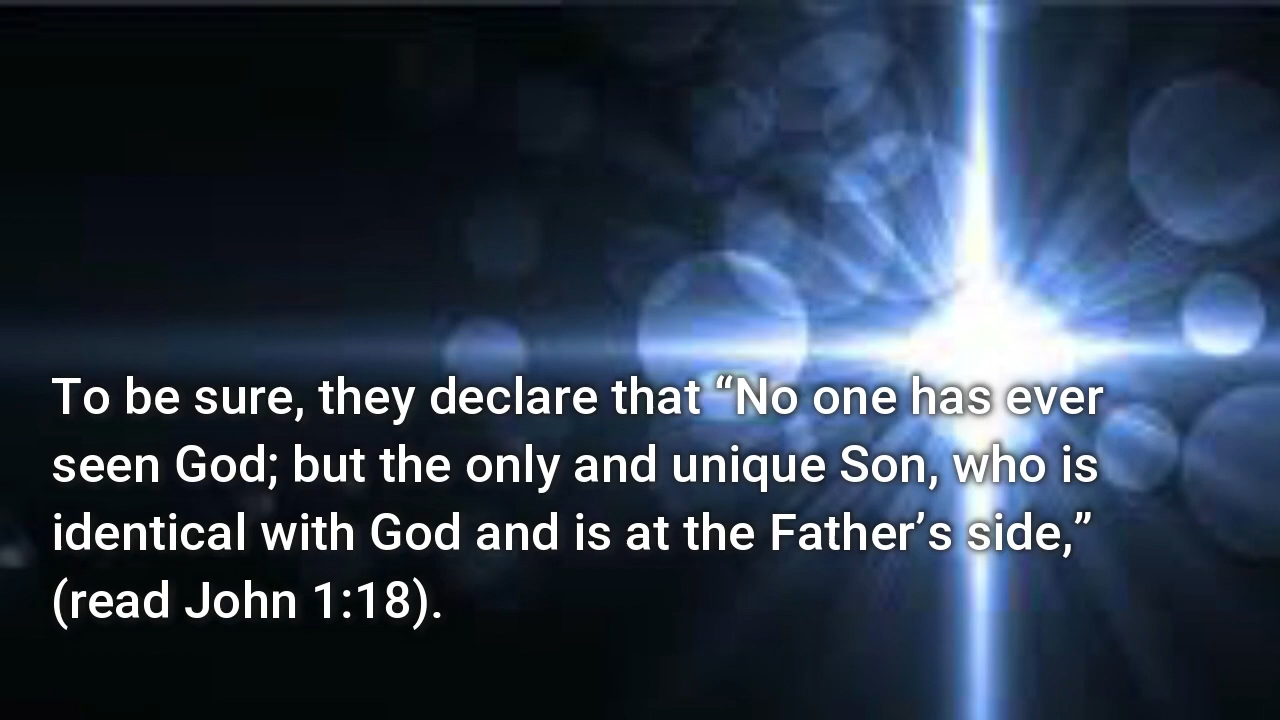 To be sure, they declare that “No one has ever
seen God; but the only and unique Son, who is
identical with God and is at the Father’s side,”
(read John 1:18).